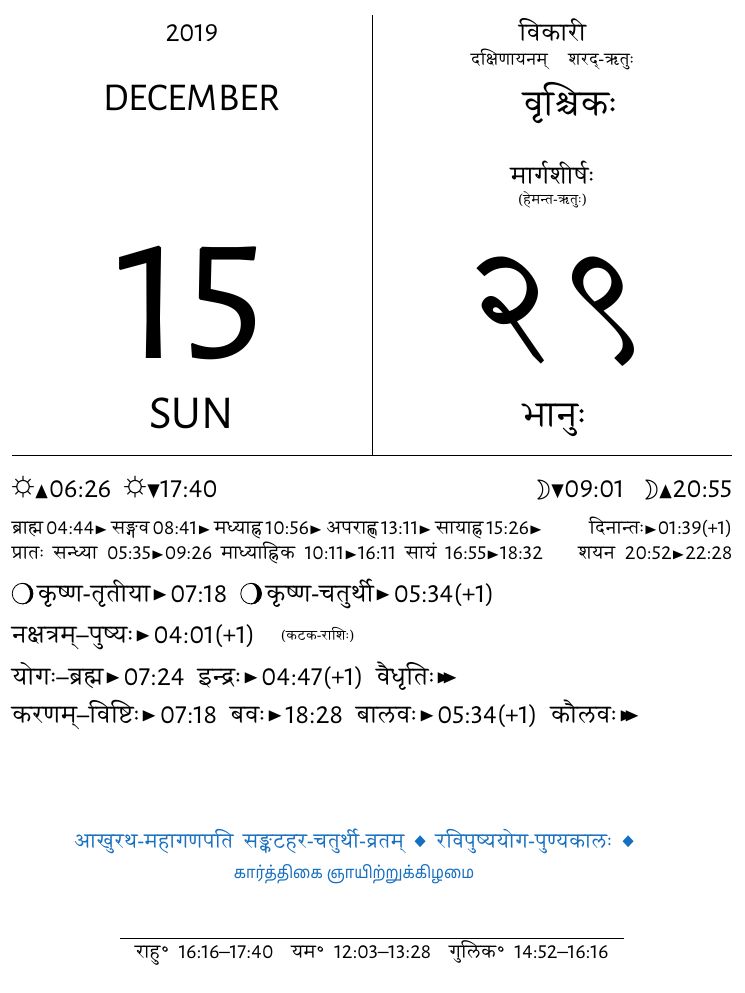 2019
DECEMBER
15
SUN
विकारी
दक्षिणायनम् शरद्-ऋतुः
वृश्चिकः
मार्गशीर्षः
(हेमन्त-ऋतुः)
२९
भानुः
☼▲06:26 ☼▼17:40 ☽▼09:01 ☽▲20:55
ब्राह्म 04:44► सङ्गव 08:41► मध्याह्न 10:56► अपराह्ण 13:11► सायाह्न 15:26► दिनान्तः►01:39(+1)
प्रातः सन्ध्या 05:35►09:26 माध्याह्निक 10:11►16:11 सायं 16:55►18:32 शयन 20:52►22:28
कृष्ण-तृतीया► 07:18 कृष्ण-चतुर्थी► 05:34(+1)
नक्षत्रम्–पुष्यः► 04:01(+1) (कटक-राशिः)
योगः–ब्रह्म► 07:24 इन्द्रः► 04:47(+1) वैधृतिः►►
करणम्–विष्टिः► 07:18 बवः►18:28 बालवः► 05:34(+1) कौलवः►►
आखुरथ-महागणपति सङ्कटहर-चतुर्थी-व्रतम् ◆ रविपुष्ययोग-पुण्यकालः ◆
கார்த்திகை ஞாயிற்றுக்கிழமை
राहु॰ 16:16–17:40 यम॰ 12:03–13:28 गुलिक॰ 14:52–16:16